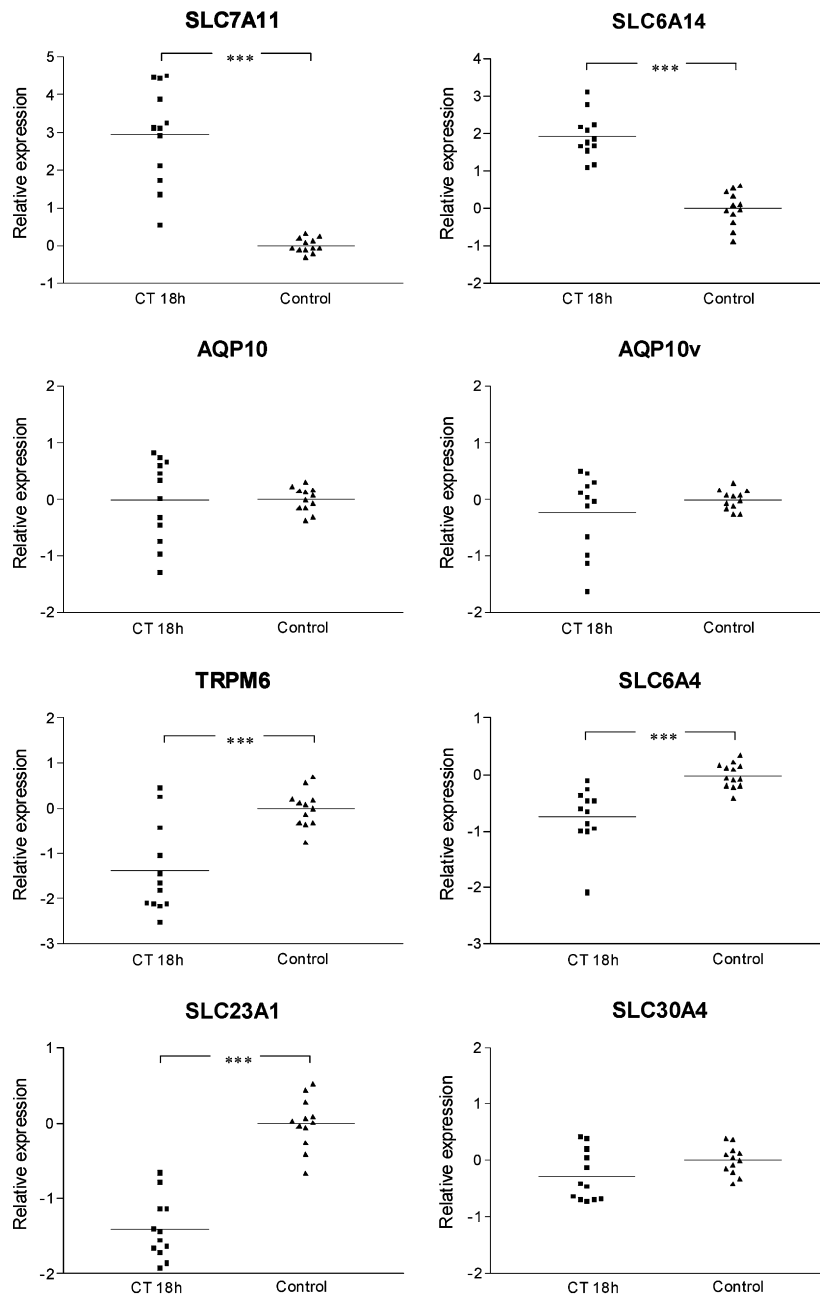 SLC7A11
SLC6A14
Relative expression
5
4
3
2
1
0
-1
***
CT 18h
Control
Relative expression
4
3
2
1
0
-1
-2
***
CT 18h
Control
AQP10
AQP10v
Relative expression
2
1
0
-1
-2
CT 18h
Control
Relative expression
2
1
0
-1
-2
CT 18h
Control
TRPM6
SLC6A4
Relative expression
2
1
0
-1
-2
-3
***
CT 18h
Control
Relative expression
1
0
-1
-2
-3
***
CT 18h
Control
SLC23A1
SLC30A4
Relative expression
1
0
-1
-2
***
CT 18h
Control
Relative expression
2
1
0
-1
-2
CT 18h
Control